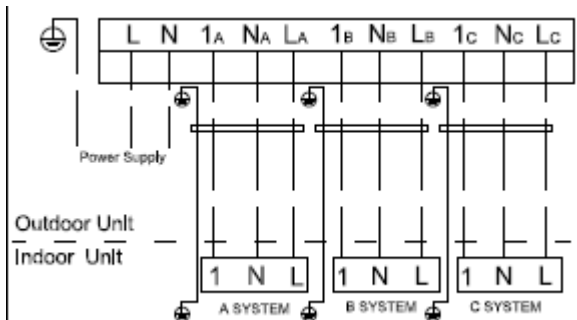 L N 1A NA LA 1B NB LB 1C NC LC
Power Supply
Outdoor Unit
Indoor Unit
1 N L 1 N L 1 N L
A SYSTEM B SYSTEM C SYSTEM